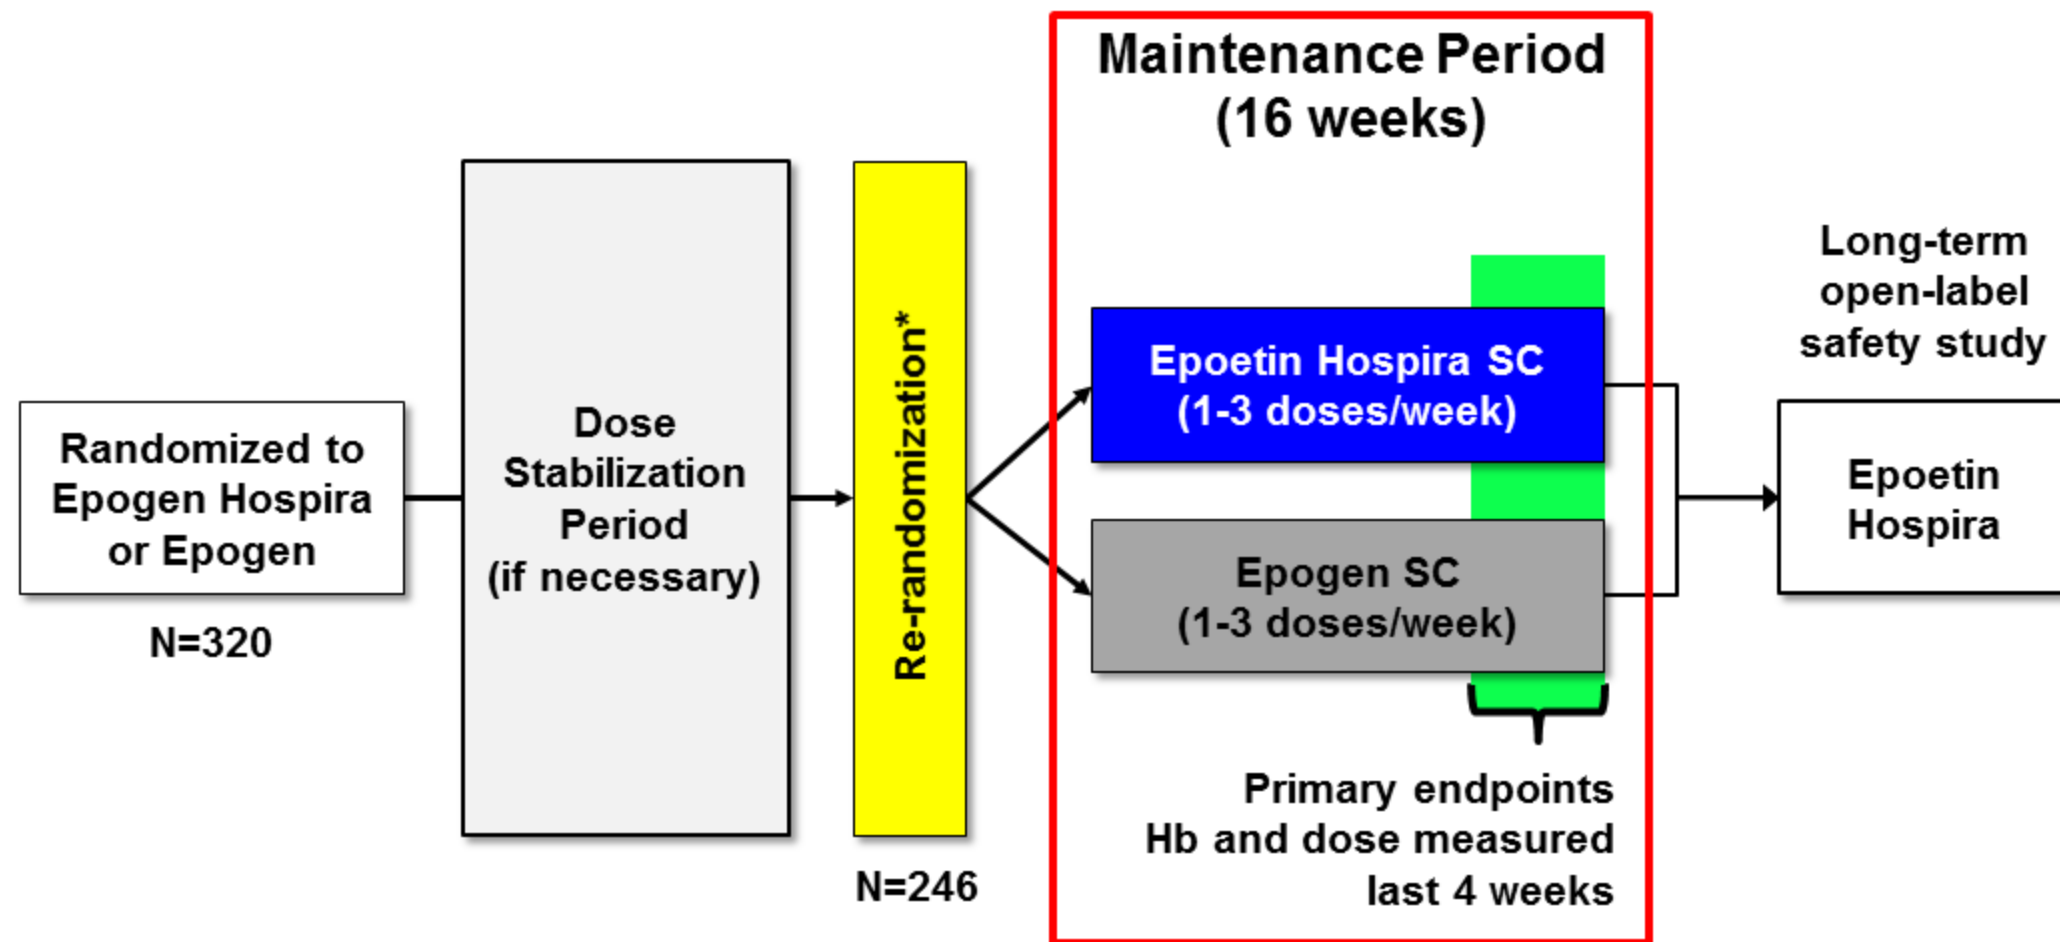 Randomized to
Epogen Hospira
or Epogen
N=320
Dose
Stabilization
Period
(if necessary)
Re-randomization*
N=246
Maintenance Period
(16 weeks)
Epoetin Hospira SC
(1-3 doses/week)
Epogen SC
(1-3 doses/week)
Primary endpoints
Hb and dose measured
last 4 weeks
Long-term
open-label
safety study
Epoetin
Hospira